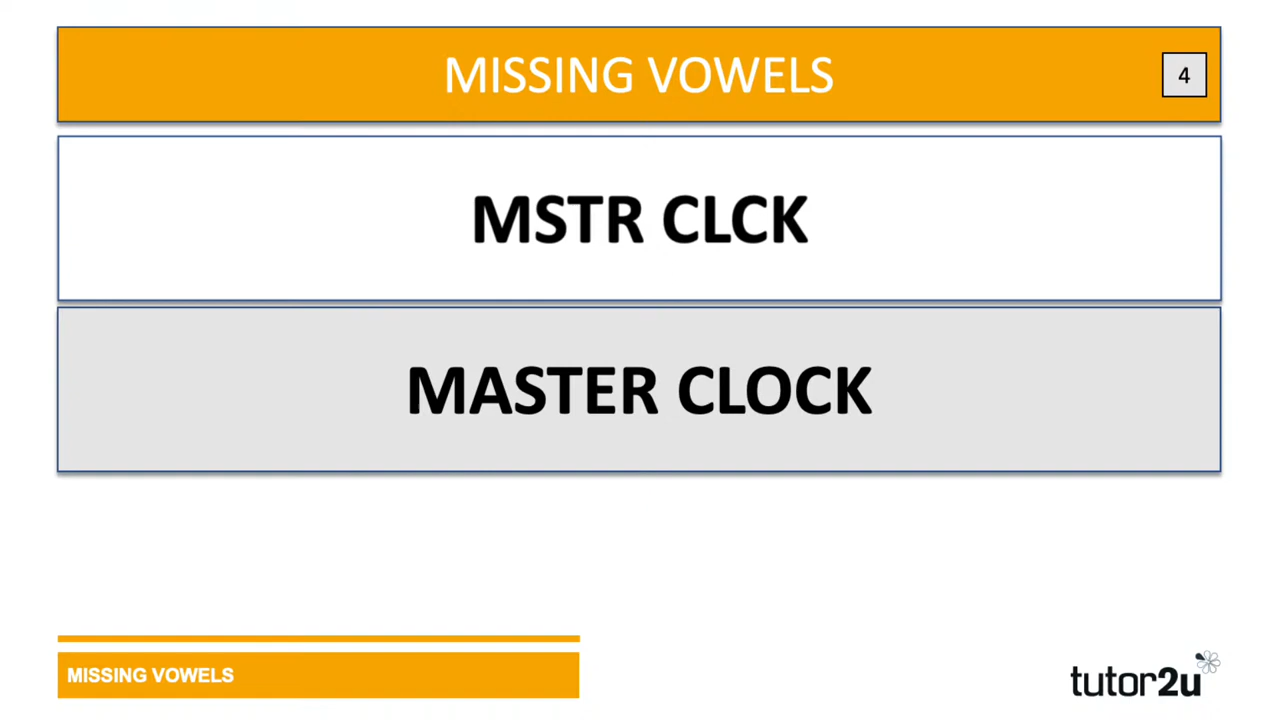 MISSING VOWELS
4
MSTR CLCK
MASTER CLOCK
MISSING VOWELS
tutor2u